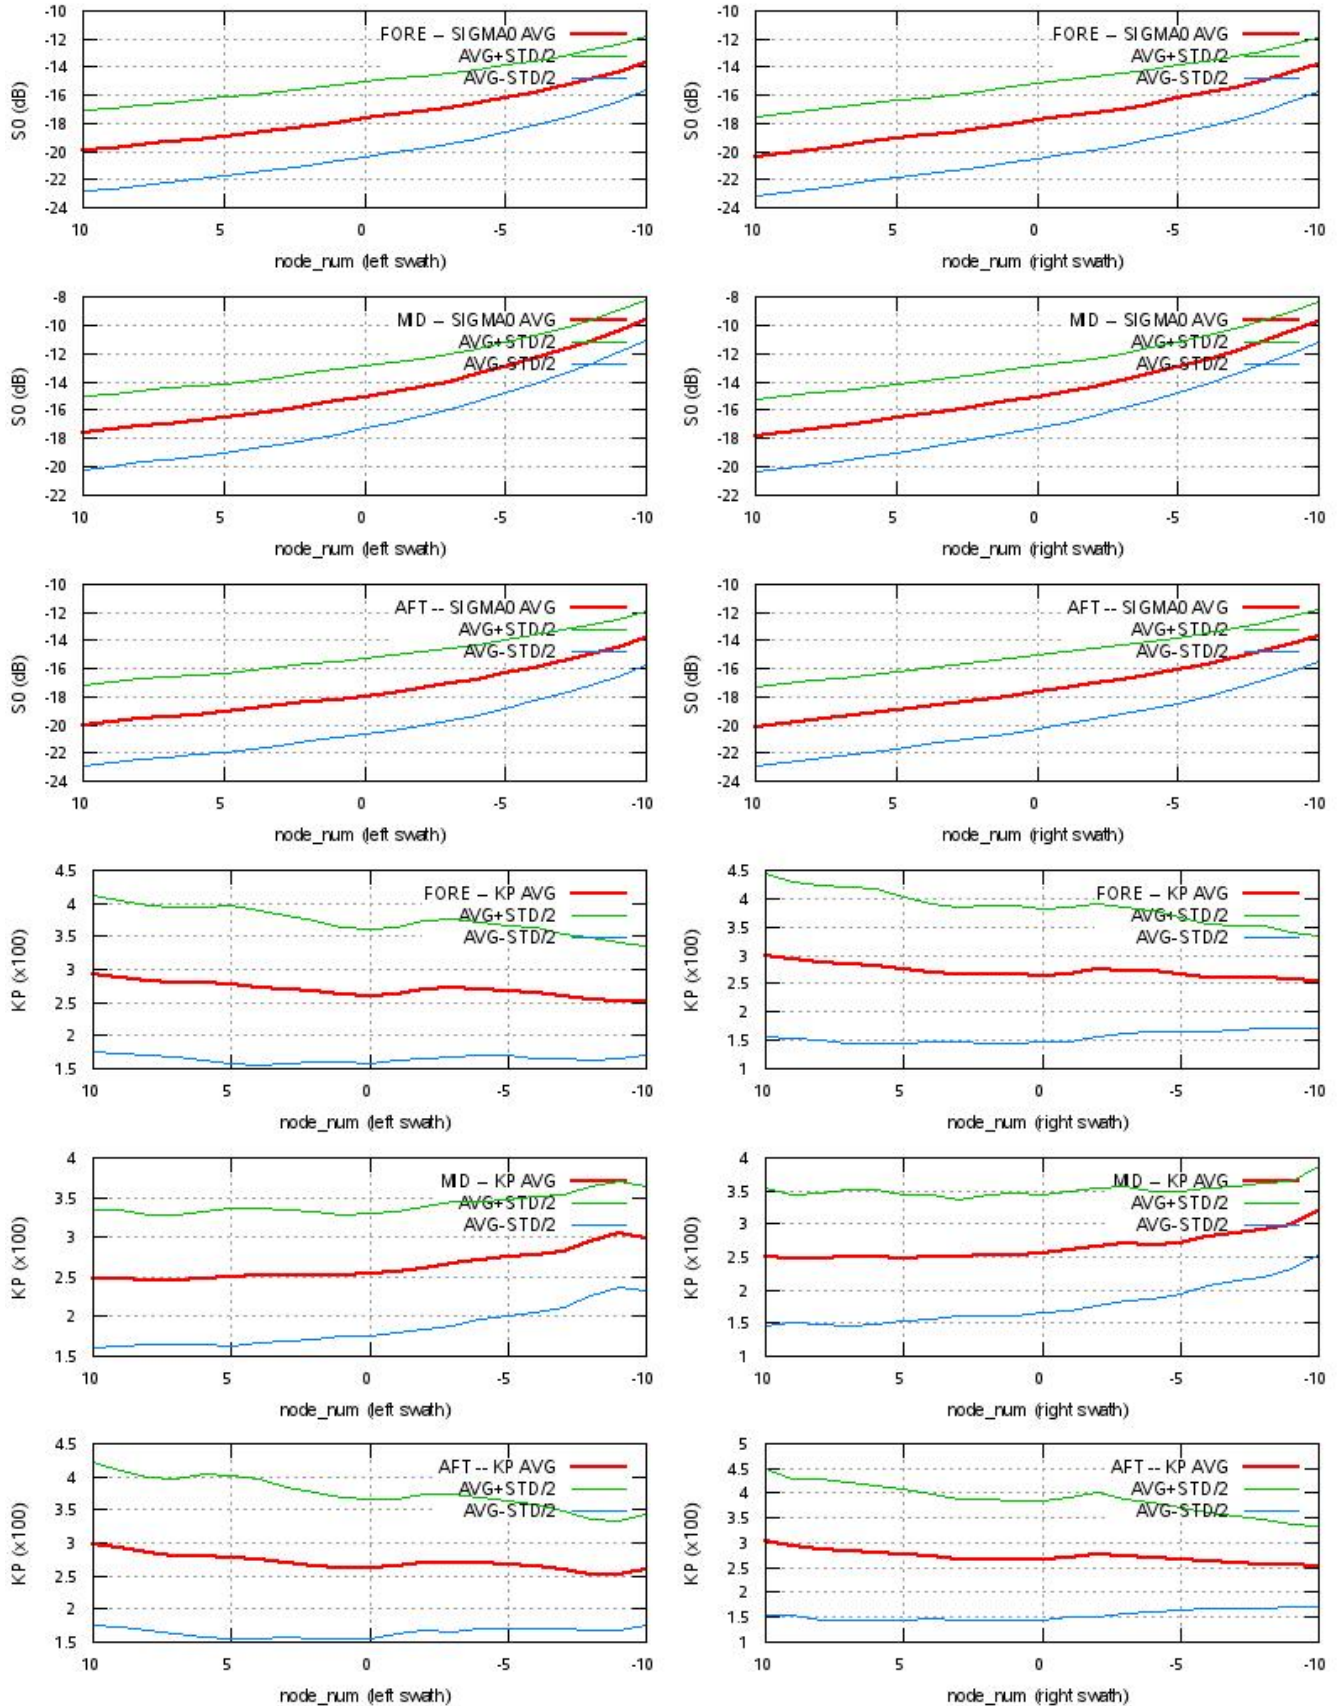 -10
-12
-14
-16
-18
-20
-22
-24
S0 (dB)
FORE -- SIGMA0 AVG
AVG+STD/2
AVG-STD/2
10 5 0 -5 -10
node_num (left swath)
-10
-12
-14
-16
-18
-20
-22
-24
S0 (dB)
FORE -- SIGMA0 AVG
AVG+STD/2
AVG-STD/2
10 5 0 -5 -10
node_num (right swath)
-8
-10
-12
-14
-16
-18
-20
-22
S0 (dB)
MID -- SIGMA0 AVG
AVG+STD/2
AVG-STD/2
10 5 0 -5 -10
node_num (left swath)
-8
-10
-12
-14
-16
-18
-20
-22
S0 (dB)
MID -- SIGMA0 AVG
AVG+STD/2
AVG-STD/2
10 5 0 -5 -10
node_num (right swath)
-10
-12
-14
-16
-18
-20
-22
-24
S0 (dB)
AFT -- SIGMA0 AVG
AVG+STD/2
AVG-STD/2
10 5 0 -5 -10
node_num (left swath)
-10
-12
-14
-16
-18
-20
-22
-24
S0 (dB)
AFT -- SIGMA0 AVG
AVG+STD/2
AVG-STD/2
10 5 0 -5 -10
node_num (right swath)
4.5
4
3.5
3
2.5
2
1.5
KP (x100)
FORE -- KP AVG
AVG+STD/2
AVG-STD/2
10 5 0 -5 -10
node_num (left swath)
4.5
4
3.5
3
2.5
2
1.5
1
KP (x100)
FORE -- KP AVG
AVG+STD/2
AVG-STD/2
10 5 0 -5 -10
node_num (right swath)
4
3.5
3
2.5
2
1.5
KP (x100)
MID -- KP AVG
AVG+STD/2
AVG-STD/2
10 5 0 -5 -10
node_num (left swath)
4
3.5
3
2.5
2
1.5
1
KP (x100)
MID -- KP AVG
AVG+STD/2
AVG-STD/2
10 5 0 -5 -10
node_num (right swath)
4.5
4
3.5
3
2.5
2
1.5
KP (x100)
AFT -- KP AVG
AVG+STD/2
AVG-STD/2
10 5 0 -5 -10
node_num (left swath)
5
4.5
4
3.5
3
2.5
2
1.5
1
KP (x100)
AFT -- KP AVG
AVG+STD/2
AVG-STD/2
10 5 0 -5 -10
node_num (right swath)